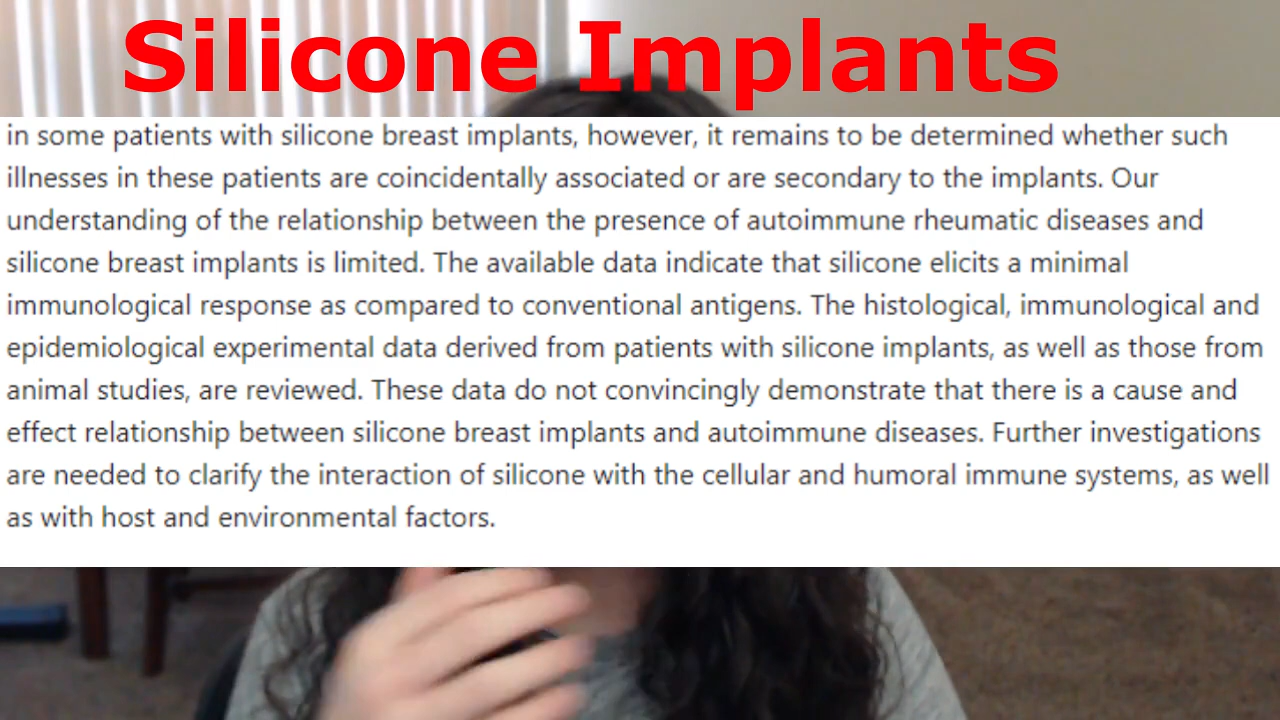 Silicone Implants
in some patients with silicone breast implants, however, it remains to be determined whether such
illnesses in these patients are coincidentally associated or are secondary to the implants. Our
understanding of the relationship between the presence of autoimmune rheumatic diseases and
silicone breast implants is limited. The available data indicate that silicone elicits a minimal
immunological response as compared to conventional antigens. The histological, immunological and
epidemiological experimental data derived from patients with silicone implants, as well as those from
animal studies, are reviewed. These data do not convincingly demonstrate that there is a cause and
effect relationship between silicone breast implants and autoimmune diseases. Further investigations
are needed to clarify the interaction of silicone with the cellular and humoral immune systems, as well
as with host and environmental factors.